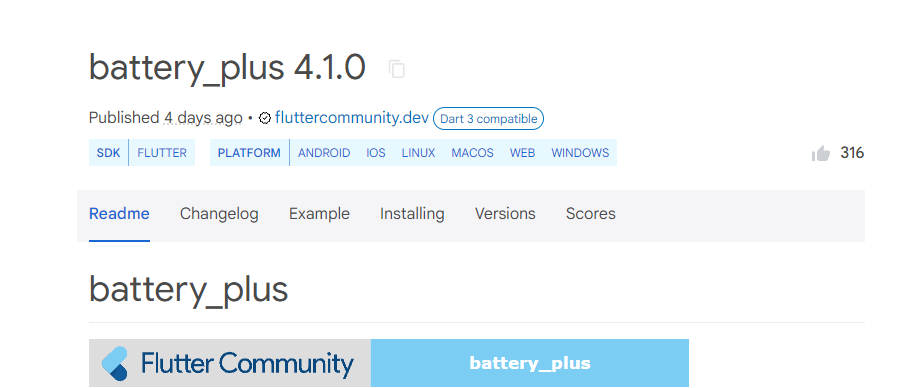 battery_plus 4.1.0
Published 4 days ago • fluttercommunity.dev Dart 3 compatible
SDK FLUTTER PLATFORM ANDROID IOS LINUX MACOS WEB WINDOWS 316
Readme Changelog Example Installing Versions Scores
battery_plus
Flutter Community battery_plus